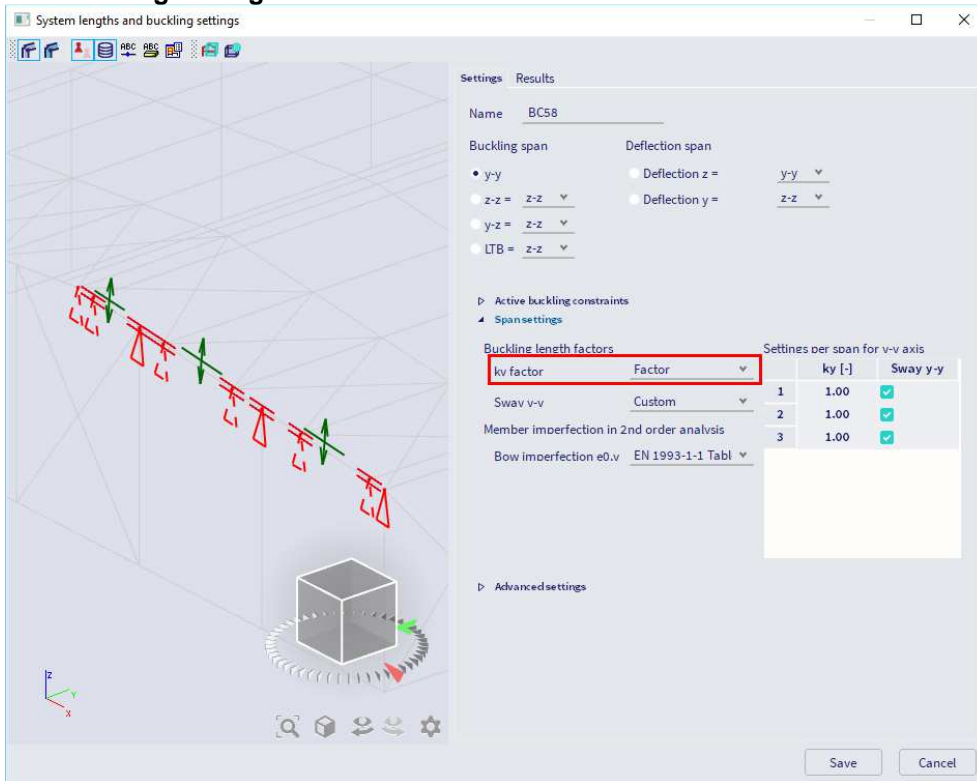 System lengths and buckling settings
ABC ABC
Settings Results
Name BC58
Buckling span Deflection span
y-y Deflection z = y-y
z-z = z-z Deflection y = z-z
y-z = z-z
LTB = z-z
Active buckling constraints
Span settings
Buckling length factors Settings per span for y-y axis
ky factor Factor ky [-] Sway y-y
Sway y-y Custom 1 1.00
2 1.00
Member imperfection in 2nd order analysis 3 1.00
Bow imperfection e0.y EN 1993-1-1 Tabl
Advanced settings
z
Y
X
Save Cancel